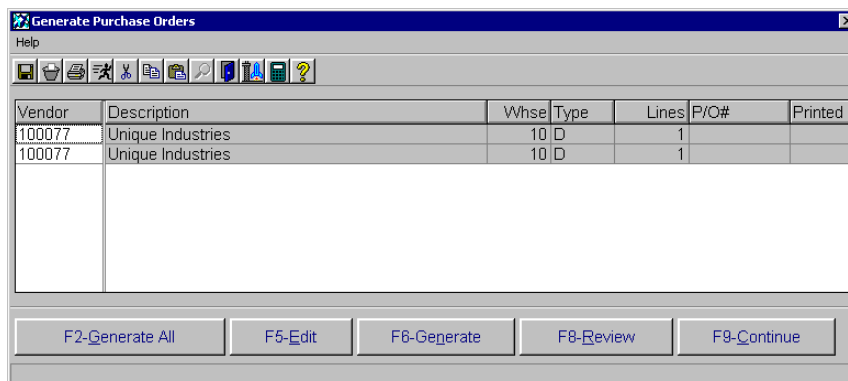 Generate Purchase Orders
Help
Vendor Description Whse Type Lines P/O# Printed
100077 Unique Industries 10 D 1
100077 Unique Industries 10 D 1
F2-Generate All F5-Edit F6-Generate F8-Review F9-Continue